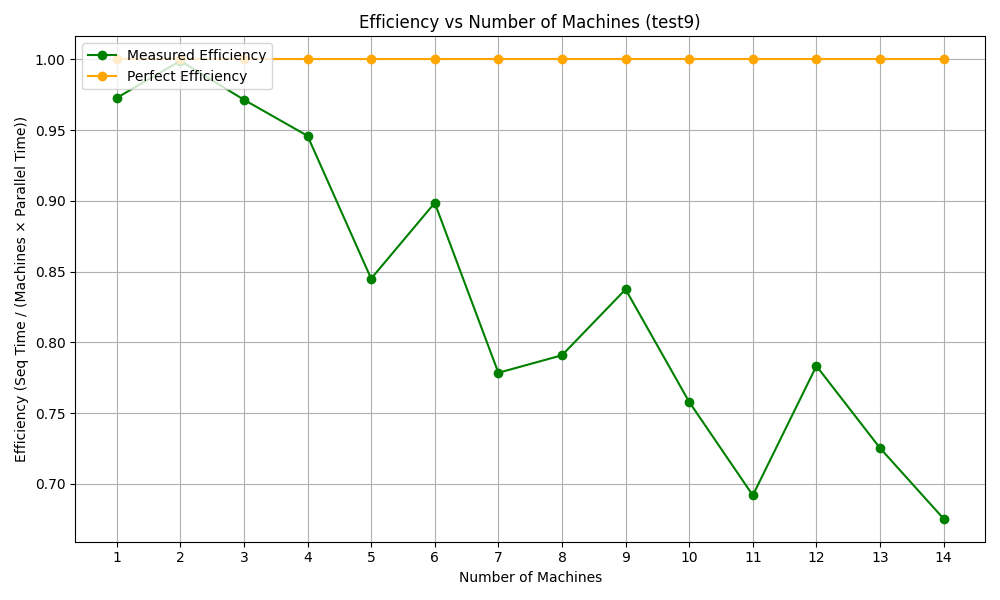 Efficiency vs Number of Machines (test9)
Measured Efficiency
Perfect Efficiency
Efficiency (Seq Time / (Machines × Parallel Time))
1.00
0.95
0.90
0.85
0.80
0.75
0.70
1 2 3 4 5 6 7 8 9 10 11 12 13 14
Number of Machines